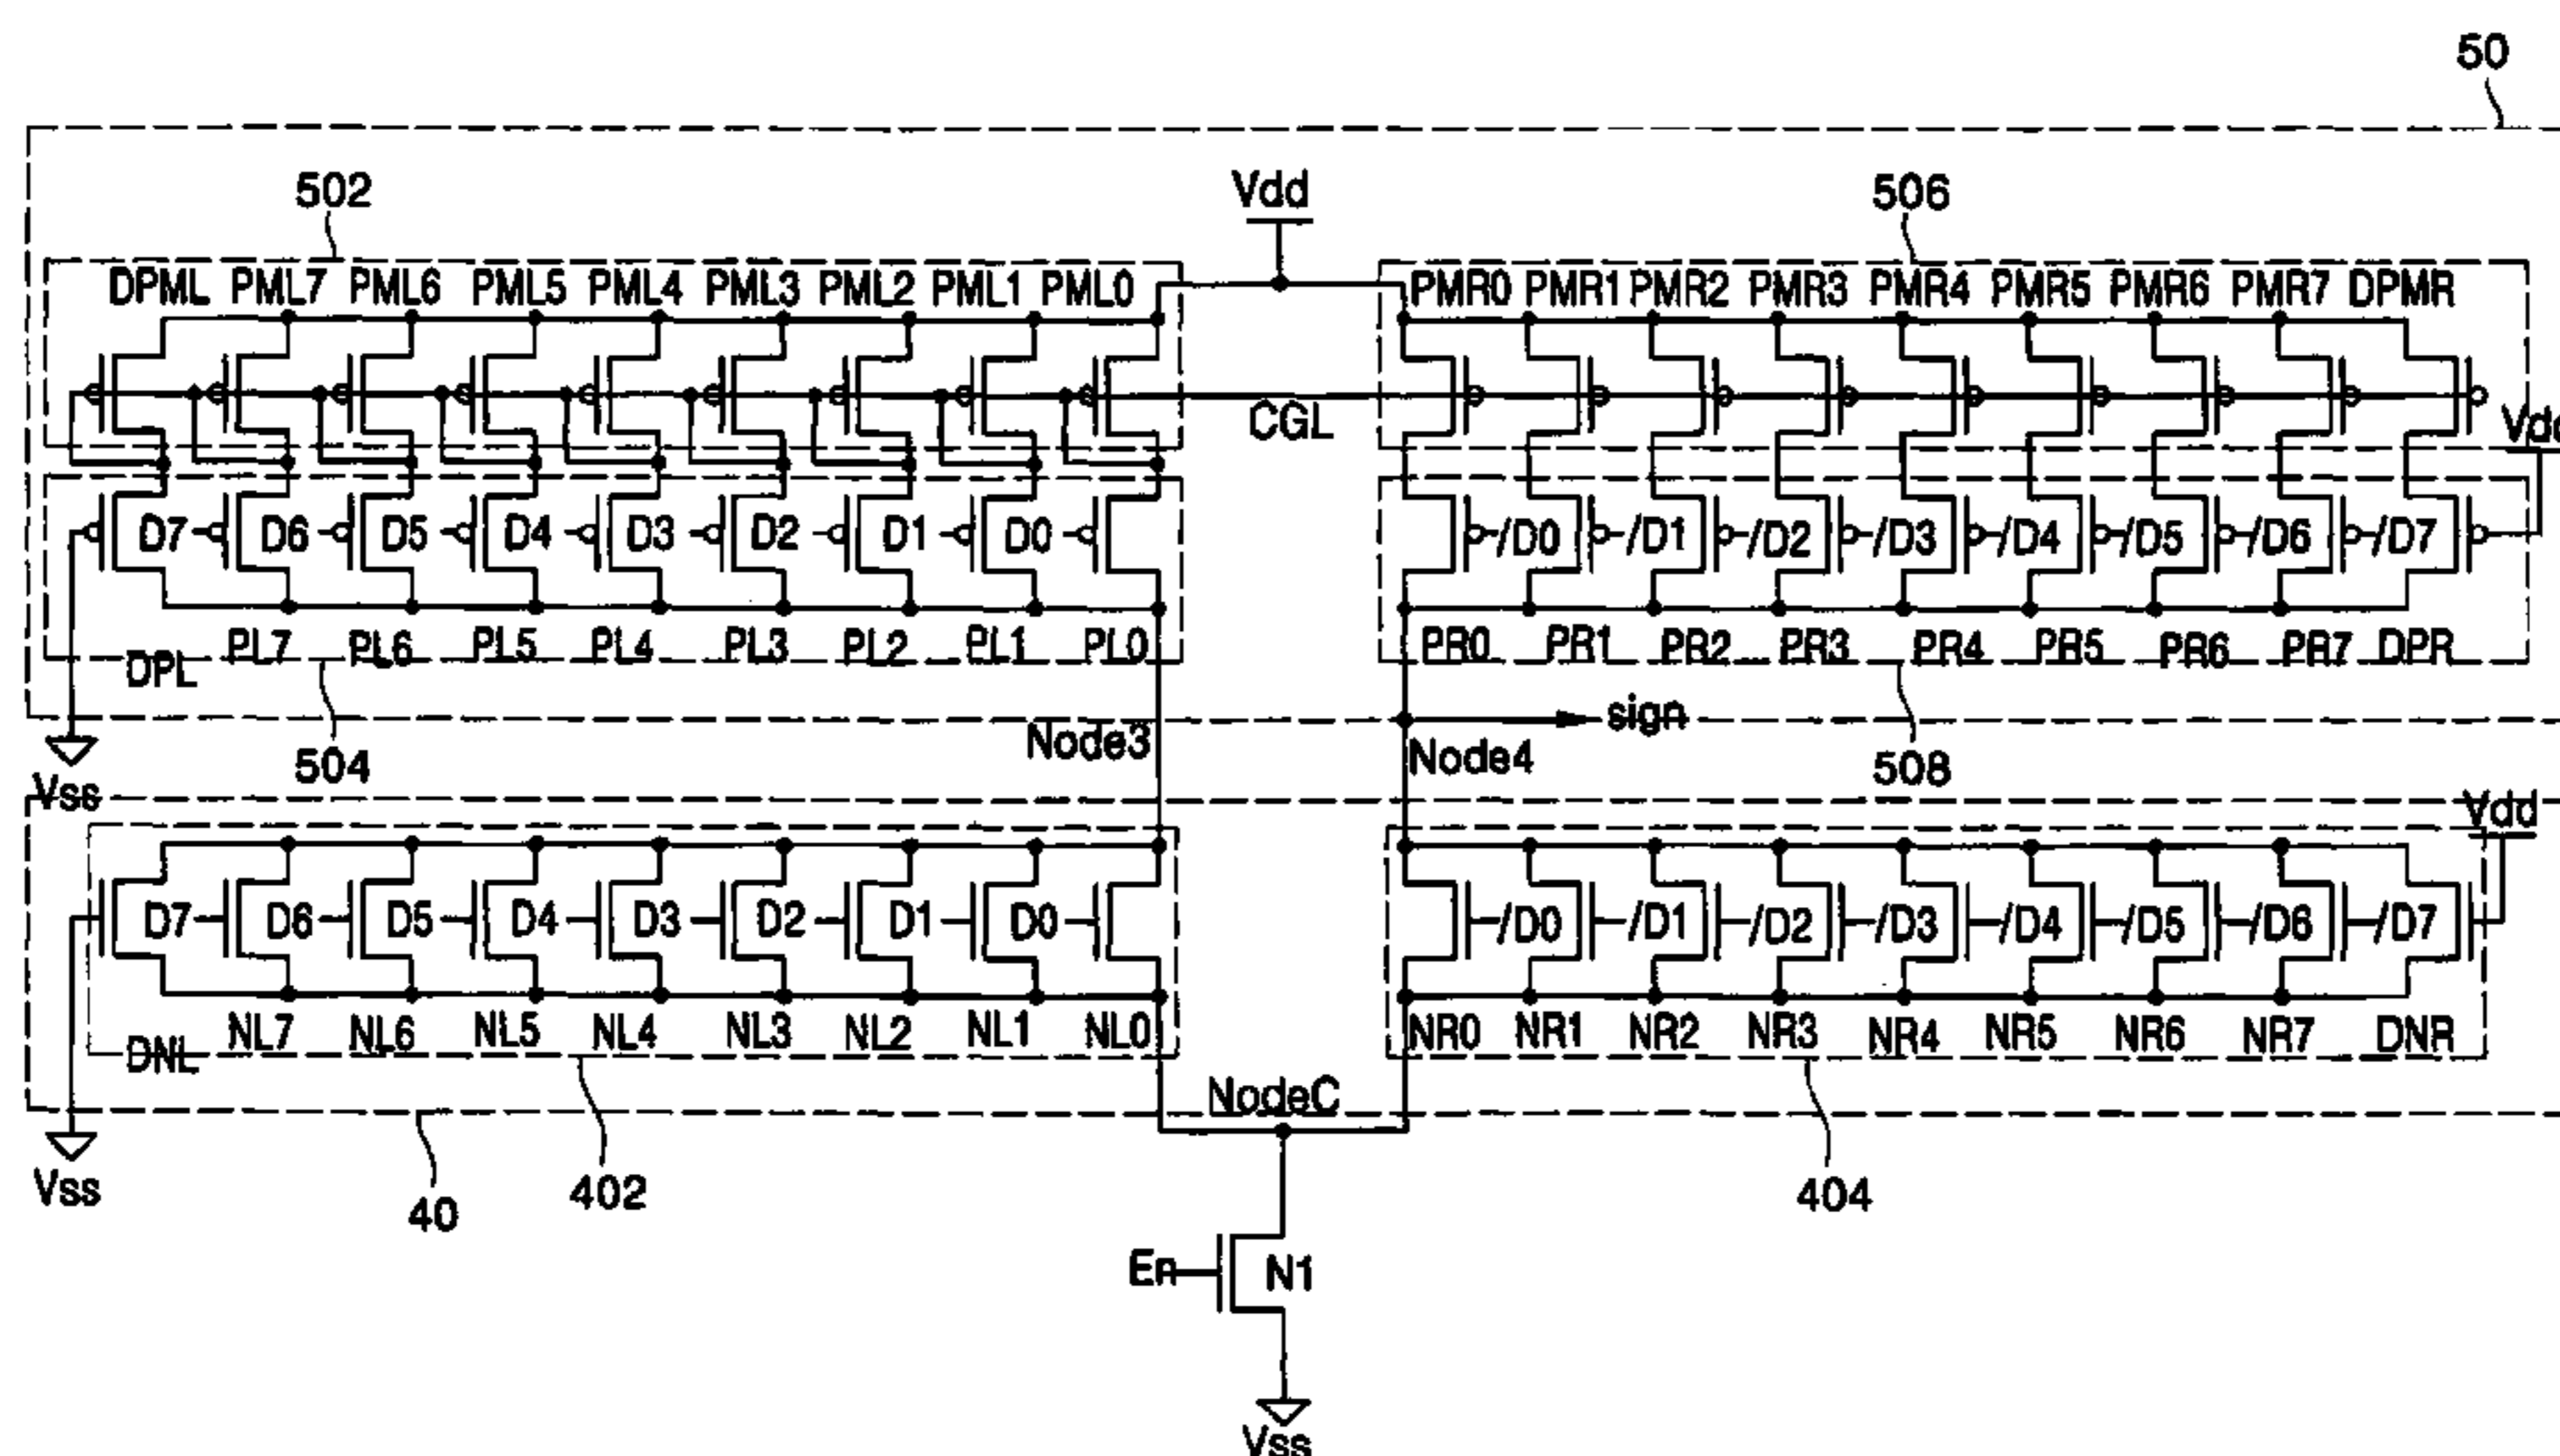 50
502
Vdd
506
DPML PML7 PML6 PML5 PML4 PML3 PML2 PML1 PML0
PMR0 PMR1 PMR2 PMR3 PMR4 PMR5 PMR6 PMR7 DPMR
CGL
D7 D6 D5 D4 D3 D2 D1 D0
/D0 /D1 /D2 /D3 /D4 /D5 /D6 /D7
DPL PL7 PL6 PL5 PL4 PL3 PL2 PL1 PL0
PR0 PR1 PR2 PR3 PR4 PR5 PR6 PR7 DPR
sign
Node3
Node4
504
508
Vss
Vdd
D7 D6 D5 D4 D3 D2 D1 D0
/D0 /D1 /D2 /D3 /D4 /D5 /D6 /D7
DNL NL7 NL6 NL5 NL4 NL3 NL2 NL1 NL0
NR0 NR1 NR2 NR3 NR4 NR5 NR6 NR7 DNR
NodeC
Vss
40
402
404
En
N1
Vss